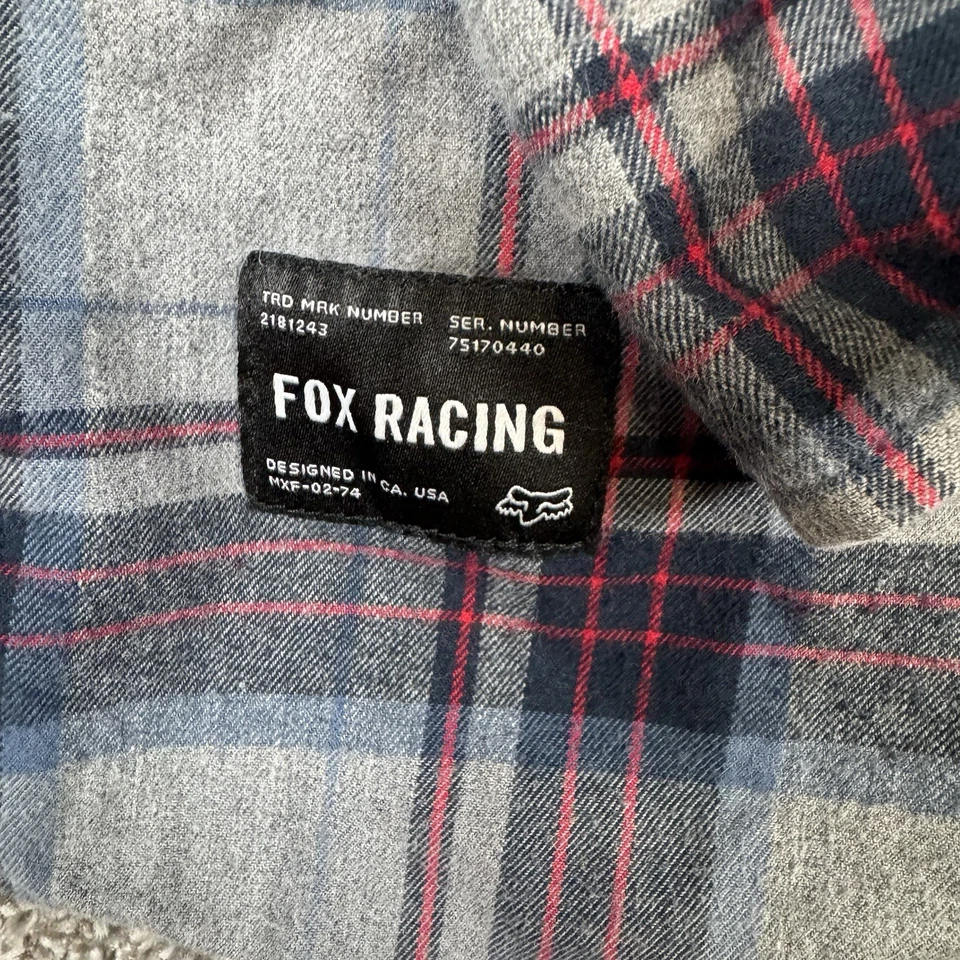 TRD MRK NUMBER
2181243
SER. NUMBER
75170440
FOX RACING
DESIGNED IN CA. USA
MXF-02-74